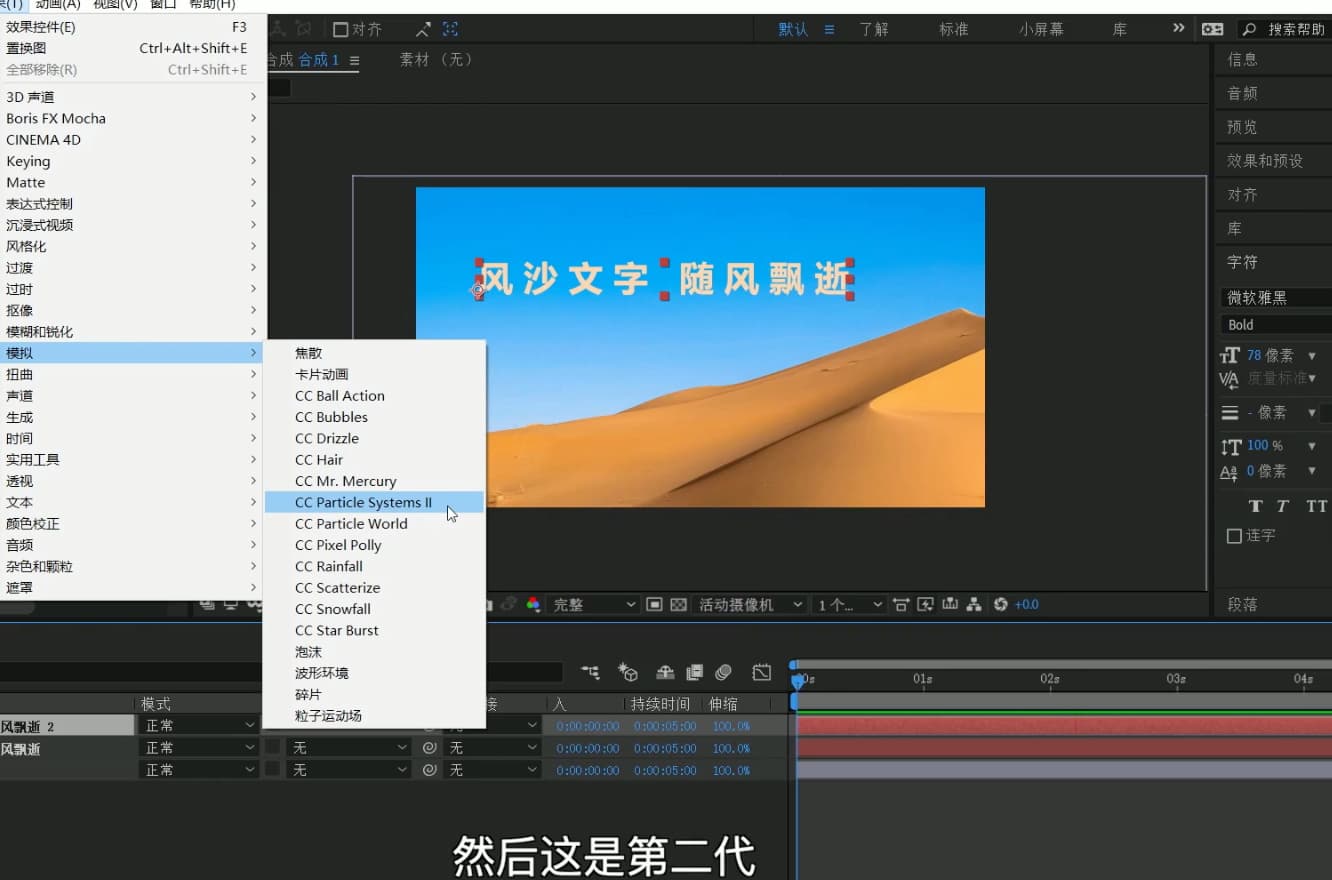 果(T) 动画(A) 视图(V) 窗口 帮助(H)
效果控件(E) F3
置换图 Ctrl+Alt+Shift+E
全部移除(R) Ctrl+Shift+E
3D 声道
Boris FX Mocha
CINEMA 4D
Keying
Matte
表达式控制
沉浸式视频
风格化
过渡
过时
抠像
模糊和锐化
模拟
扭曲
声道
生成
时间
实用工具
透视
文本
颜色校正
音频
杂色和颗粒
遮罩
焦散
卡片动画
CC Ball Action
CC Bubbles
CC Drizzle
CC Hair
CC Mr. Mercury
CC Particle Systems II
CC Particle World
CC Pixel Polly
CC Rainfall
CC Scatterize
CC Snowfall
CC Star Burst
泡沫
波形环境
碎片
粒子运动场
对齐
默认 了解 标准 小屏幕 库 搜索帮助
合成 合成 1 素材 （无）
风沙文字 随风飘逝
信息
音频
预览
效果和预设
对齐
库
字符
微软雅黑
Bold
78 像素
度量标准
- 像素
100 %
0 像素
T T TT
连字
段落
完整 活动摄像机 1 个... +0.0
00s 01s 02s 03s 04s
模式 接 入 持续时间 伸缩
风飘逝 2 正常 0:00:00:00 0:00:05:00 100.0%
风飘逝 正常 无 无 0:00:00:00 0:00:05:00 100.0%
正常 无 无 0:00:00:00 0:00:05:00 100.0%
然后这是第二代